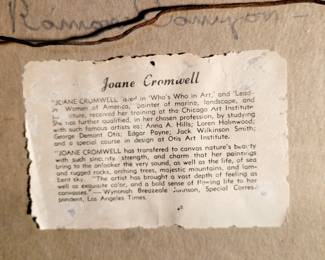 Ramona Canyon -
Joane Cromwell
"JOANE CROMWELL listed in 'Who's Who in Art,' and 'Lead-
Women of America,' painter of marine, landscape, and
received her training at the Chicago Art Institute
She has further qualified, in her chosen profession, by studying
with such famous artists as: Anna A. Hills; Loren Holmwood;
George Demont Otis; Edgar Payne; Jack Wilkinson Smith;
and a special course in design at Otis Art Institute.
"JOANE CROMWELL has transferred to canvas nature's beauty
with such sincerity, strength, and charm that her paintings
bring to the onlooker the very sound, as well as the life, of sea
and rugged rocks, arching trees, majestic mountains, and
sky. "The artist has brought a vast depth of feeling as
well as exquisite color, and a bold sense of flowing life to her
canvases."—Wynonah Breazeale Johnson, Special Corres-
pondent, Los Angeles Times.